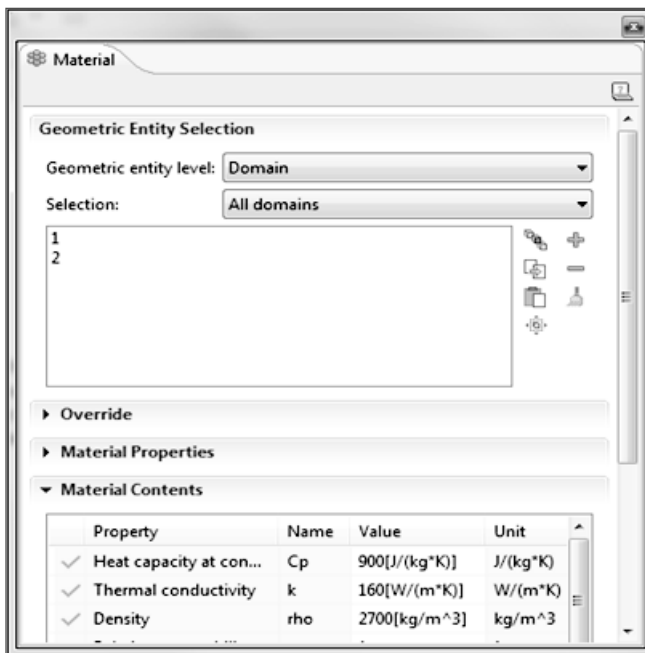 Material
Geometric Entity Selection
Geometric entity level: Domain
Selection: All domains
1
2
Override
Material Properties
Material Contents
Property Name Value Unit
Heat capacity at con... Cp 900[J/(kg*K)] J/(kg*K)
Thermal conductivity k 160[W/(m*K)] W/(m*K)
Density rho 2700[kg/m^3] kg/m^3